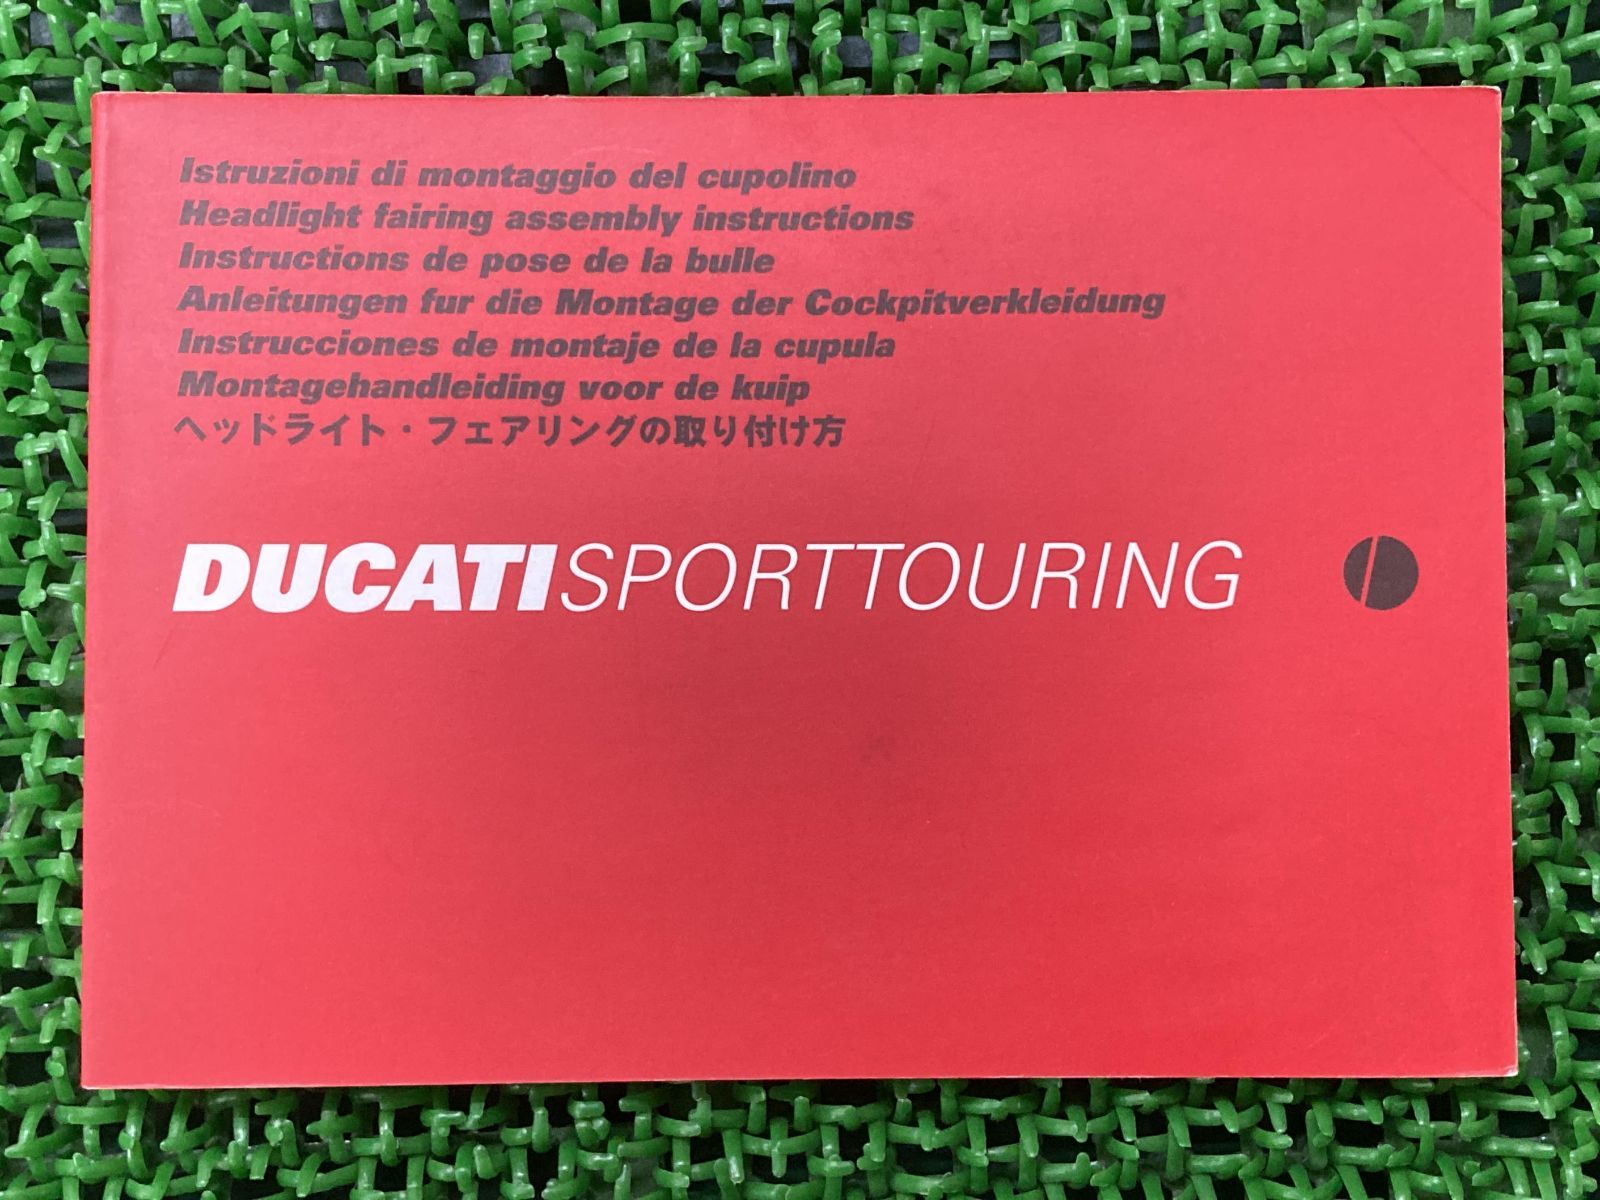 Istruzioni di montaggio del cupolino
Headlight fairing assembly instructions
Instructions de pose de la bulle
Anleitungen fur die Montage der Cockpitverkleidung
Instrucciones de montaje de la cupula
Montagehandleiding voor de kuip
ヘッドライト・フェアリングの取り付け方
DUCATISPORTTOURING